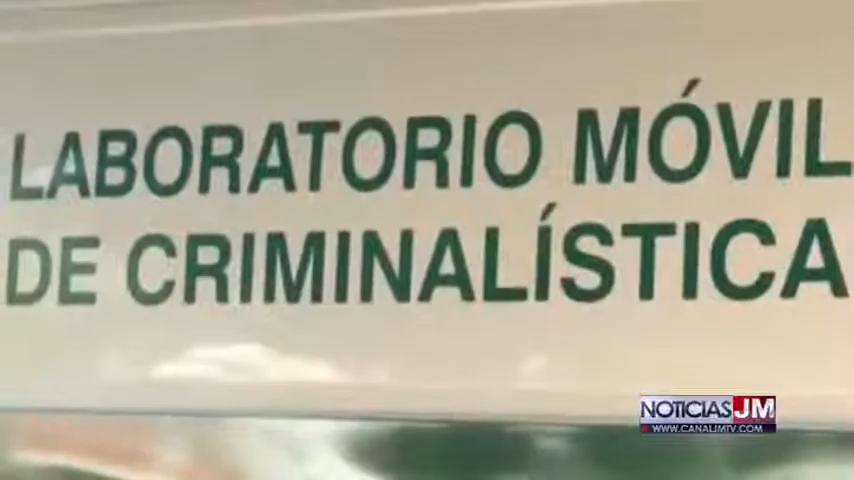 LABORATORIO MÓVIL
DE CRIMINALÍSTICA
NOTICIAS JM
WWW.CANALJMTV.COM